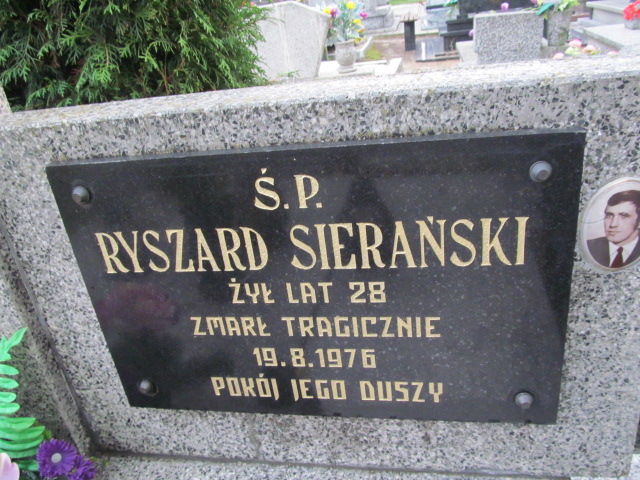 Ś.P.
RYSZARD SIERAŃSKI
ŻYŁ LAT 28
ZMARŁ TRAGICZNIE
19.8.1976
POKÓJ JEGO DUSZY